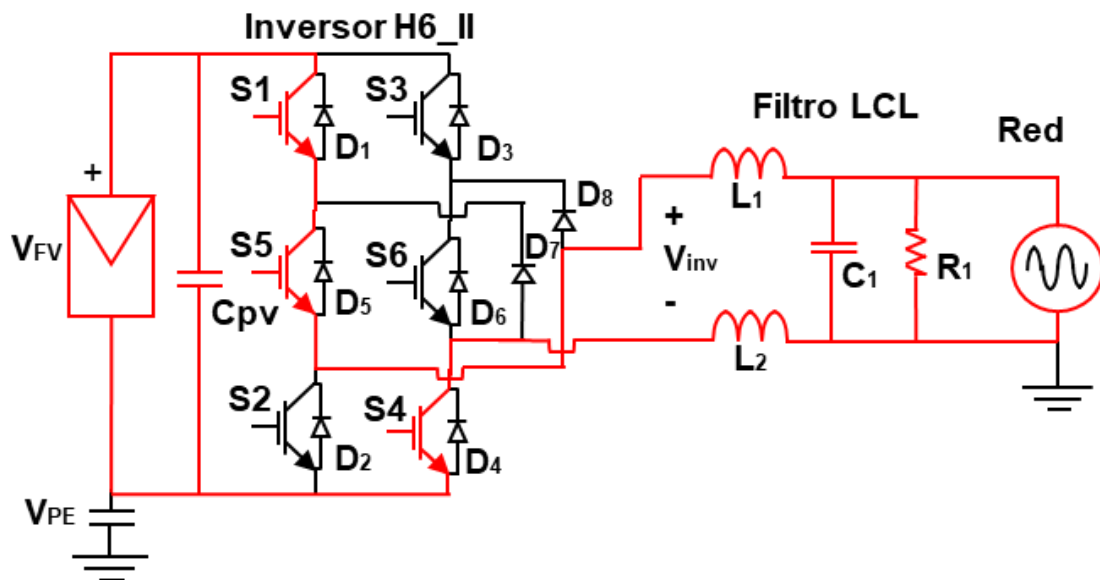 Inversor H6_II
S1
S3
Filtro LCL
Red
D1
D3
+
D8
L1
VFV
S5
S6
D7
+
Vinv
-
C1
R1
Cpv
D5
D6
L2
S2
S4
D2
D4
VPE